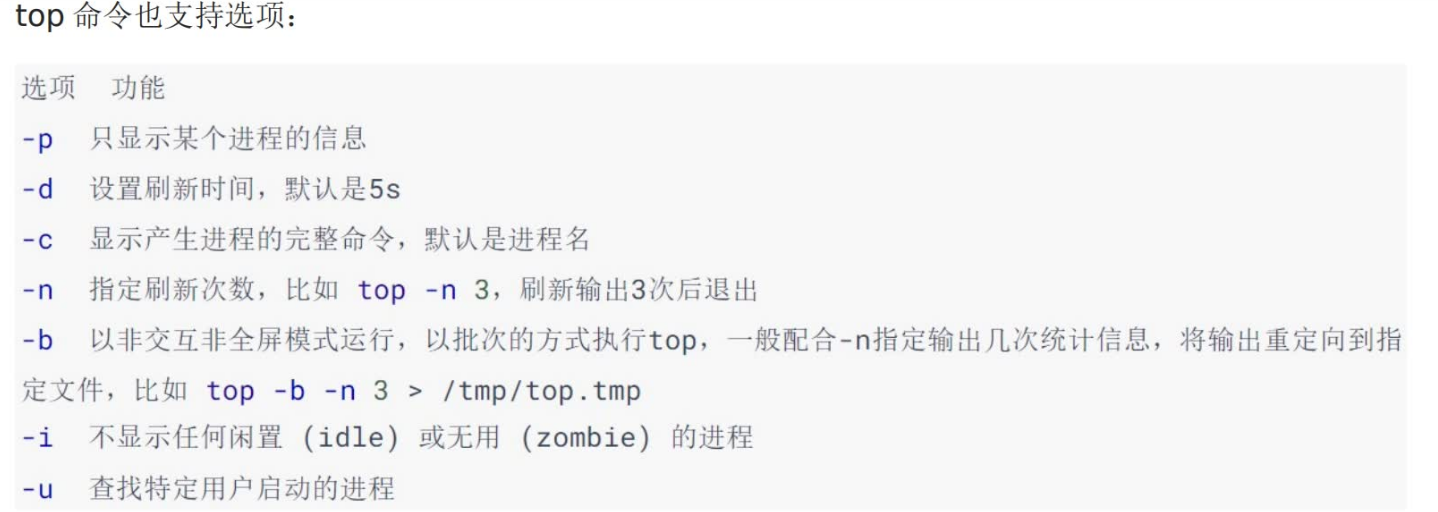 top 命令也支持选项：
选项 功能
-p 只显示某个进程的信息
-d 设置刷新时间，默认是5s
-c 显示产生进程的完整命令，默认是进程名
-n 指定刷新次数，比如 top -n 3，刷新输出3次后退出
-b 以非交互非全屏模式运行，以批次的方式执行top，一般配合-n指定输出几次统计信息，将输出重定向到指
定文件，比如 top -b -n 3 > /tmp/top.tmp
-i 不显示任何闲置 (idle) 或无用 (zombie) 的进程
-u 查找特定用户启动的进程